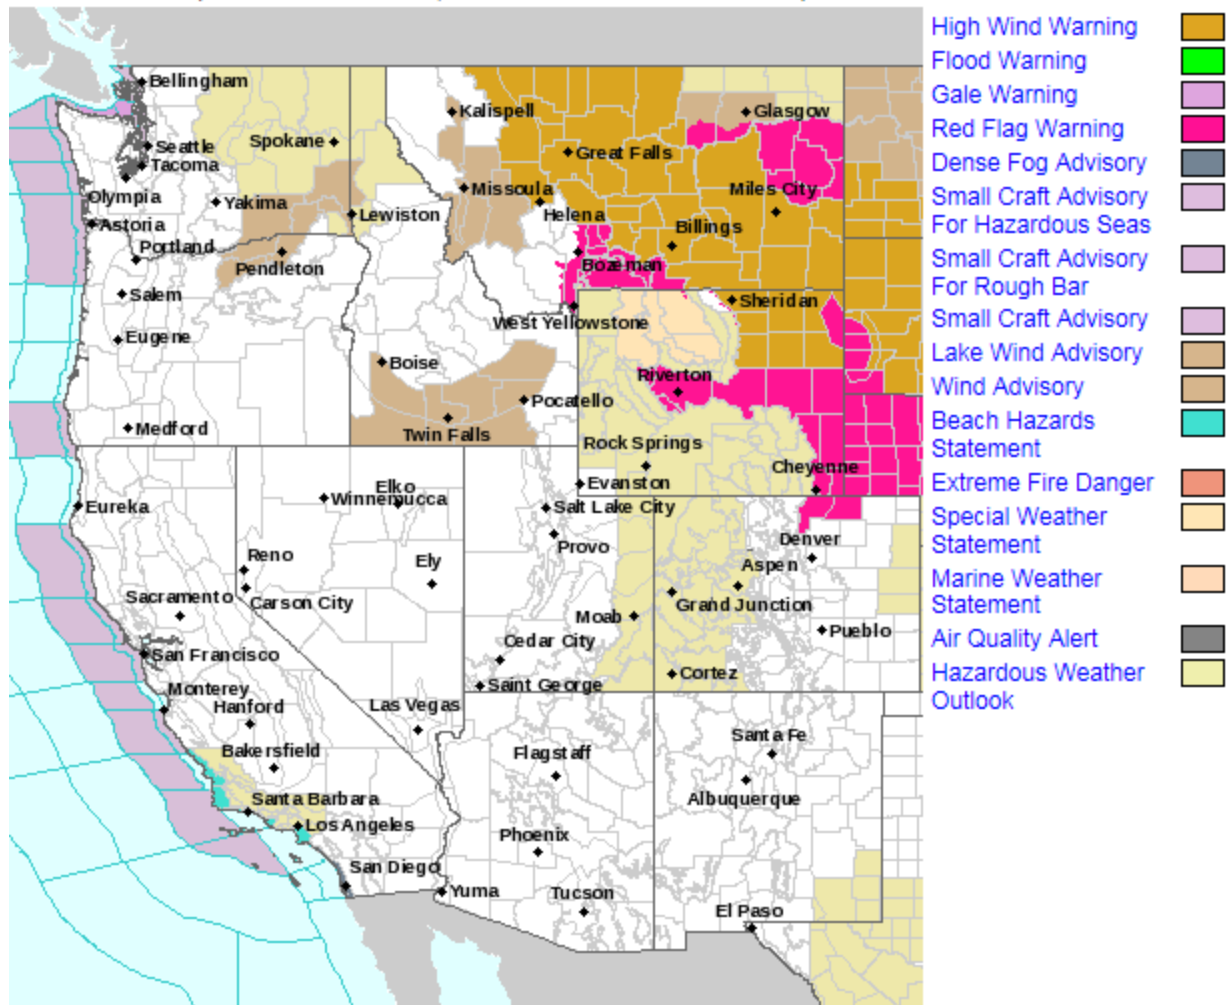 Bellingham
Kalispell
Glasgow
Spokane
Seattle
Great Falls
Tacoma
Missoula
Miles City
Olympia
Yakima
Lewiston
Helena
Astoria
Billings
Portland
Pendleton
Bozeman
Salem
Sheridan
West Yellowstone
Eugene
Boise
Riverton
Pocatello
Medford
Twin Falls
Rock Springs
Cheyenne
Elko
Evanston
Winnemucca
Eureka
Salt Lake City
Provo
Denver
Reno
Ely
Aspen
Sacramento
Carson City
Grand Junction
Moab
Pueblo
Cedar City
San Francisco
Cortez
Saint George
Monterey
Hanford
Las Vegas
Santa Fe
Bakersfield
Flagstaff
Santa Barbara
Albuquerque
Los Angeles
Phoenix
San Diego
Yuma
Tucson
El Paso
High Wind Warning
Flood Warning
Gale Warning
Red Flag Warning
Dense Fog Advisory
Small Craft Advisory
For Hazardous Seas
Small Craft Advisory
For Rough Bar
Small Craft Advisory
Lake Wind Advisory
Wind Advisory
Beach Hazards
Statement
Extreme Fire Danger
Special Weather
Statement
Marine Weather
Statement
Air Quality Alert
Hazardous Weather
Outlook